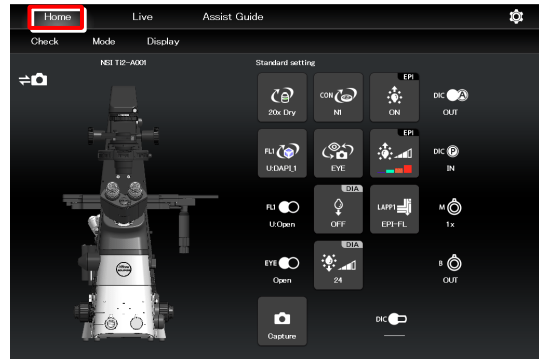 Home Live Assist Guide
Check Mode Display
NSI Ti2-A001 Standard setting
20x Dry
CON
N1
EPI
ON
DIC A
OUT
FL1
U:DAPI_1
EYE
EPI
DIC P
IN
FL1
U:Open
DIA
OFF
LAPP1
EPI-FL
M
1x
EYE
Open
DIA
24
B
OUT
Capture
DIC